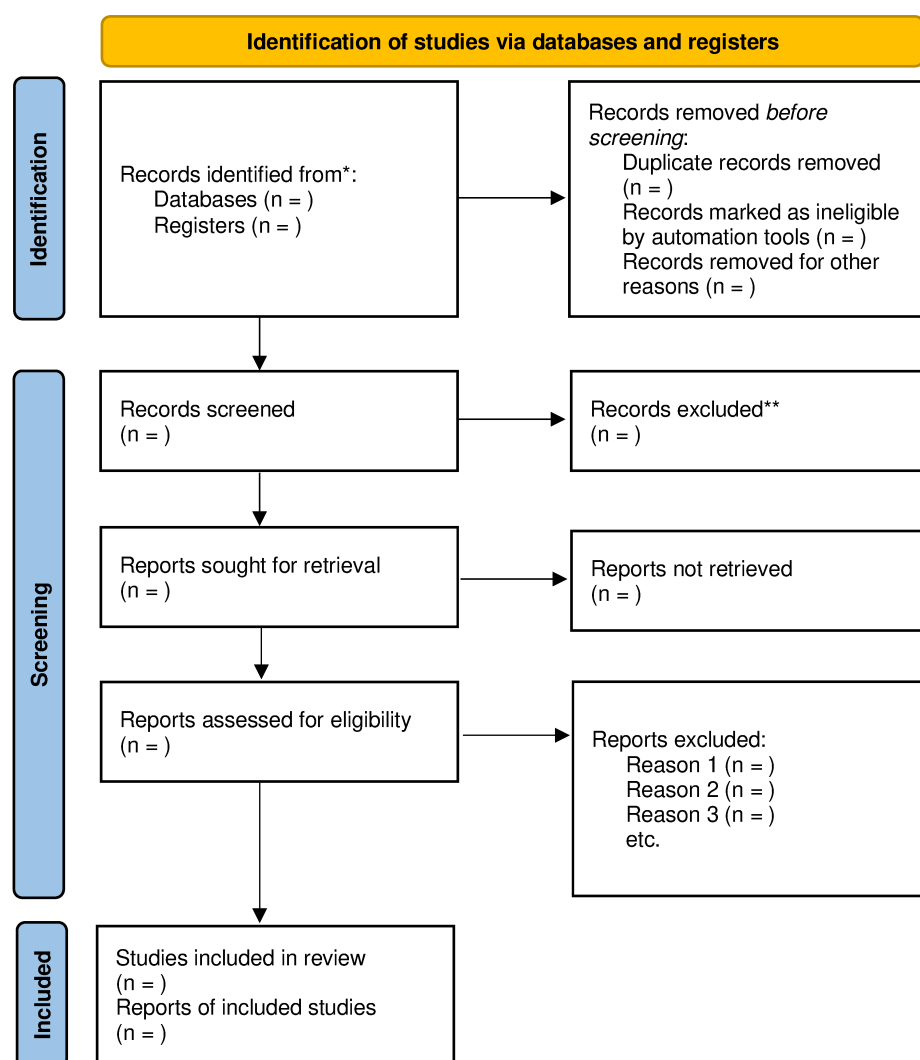 Identification of studies via databases and registers
Identification
Records identified from*:
Databases (n = )
Registers (n = )
Records removed before
screening:
Duplicate records removed
(n = )
Records marked as ineligible
by automation tools (n = )
Records removed for other
reasons (n = )
Screening
Records screened
(n = )
Records excluded**
(n = )
Reports sought for retrieval
(n = )
Reports not retrieved
(n = )
Reports assessed for eligibility
(n = )
Reports excluded:
Reason 1 (n = )
Reason 2 (n = )
Reason 3 (n = )
etc.
Included
Studies included in review
(n = )
Reports of included studies
(n = )